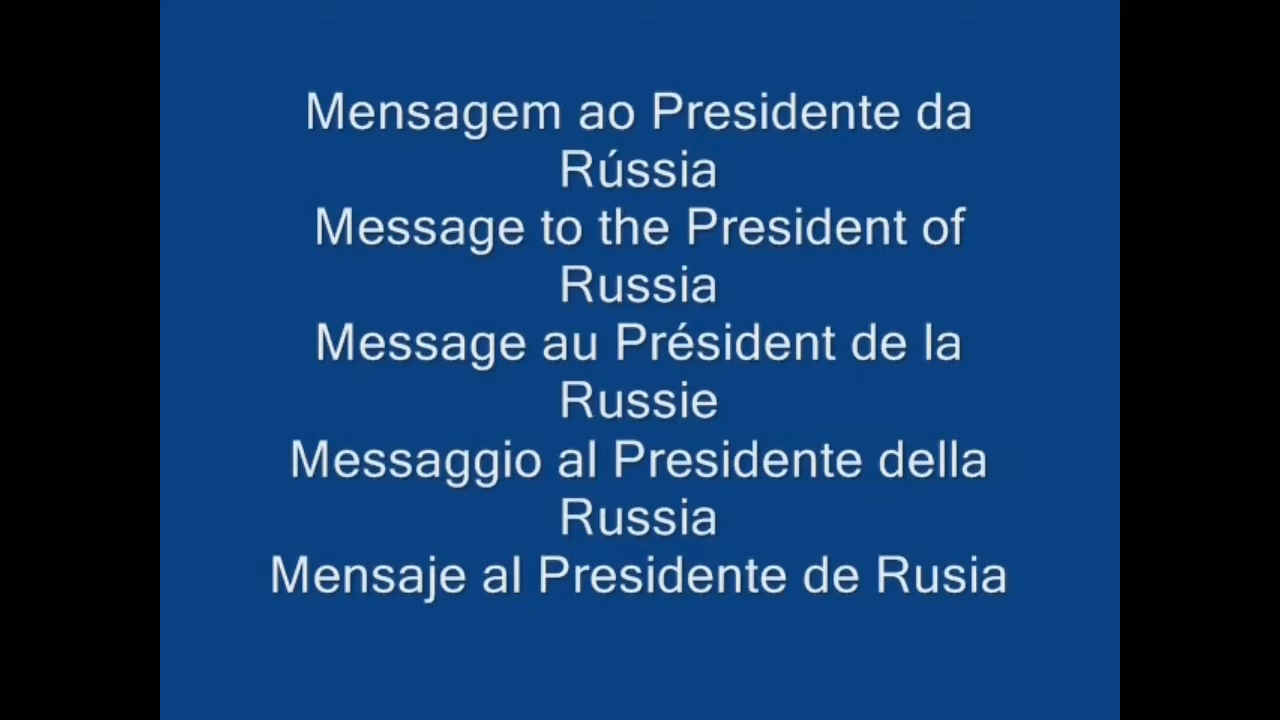 Mensagem ao Presidente da
Rússia
Message to the President of
Russia
Message au Président de la
Russie
Messaggio al Presidente della
Russia
Mensaje al Presidente de Rusia